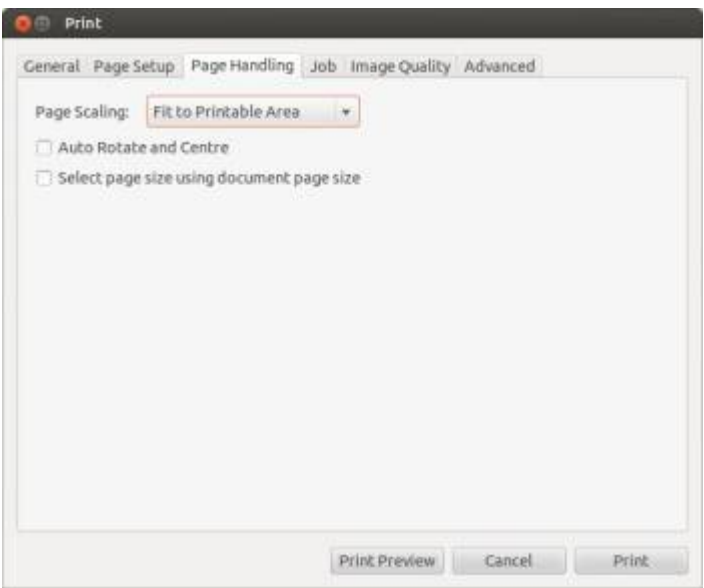 Print
General Page Setup Page Handling Job Image Quality Advanced
Page Scaling: Fit to Printable Area
Auto Rotate and Centre
Select page size using document page size
Print Preview Cancel Print